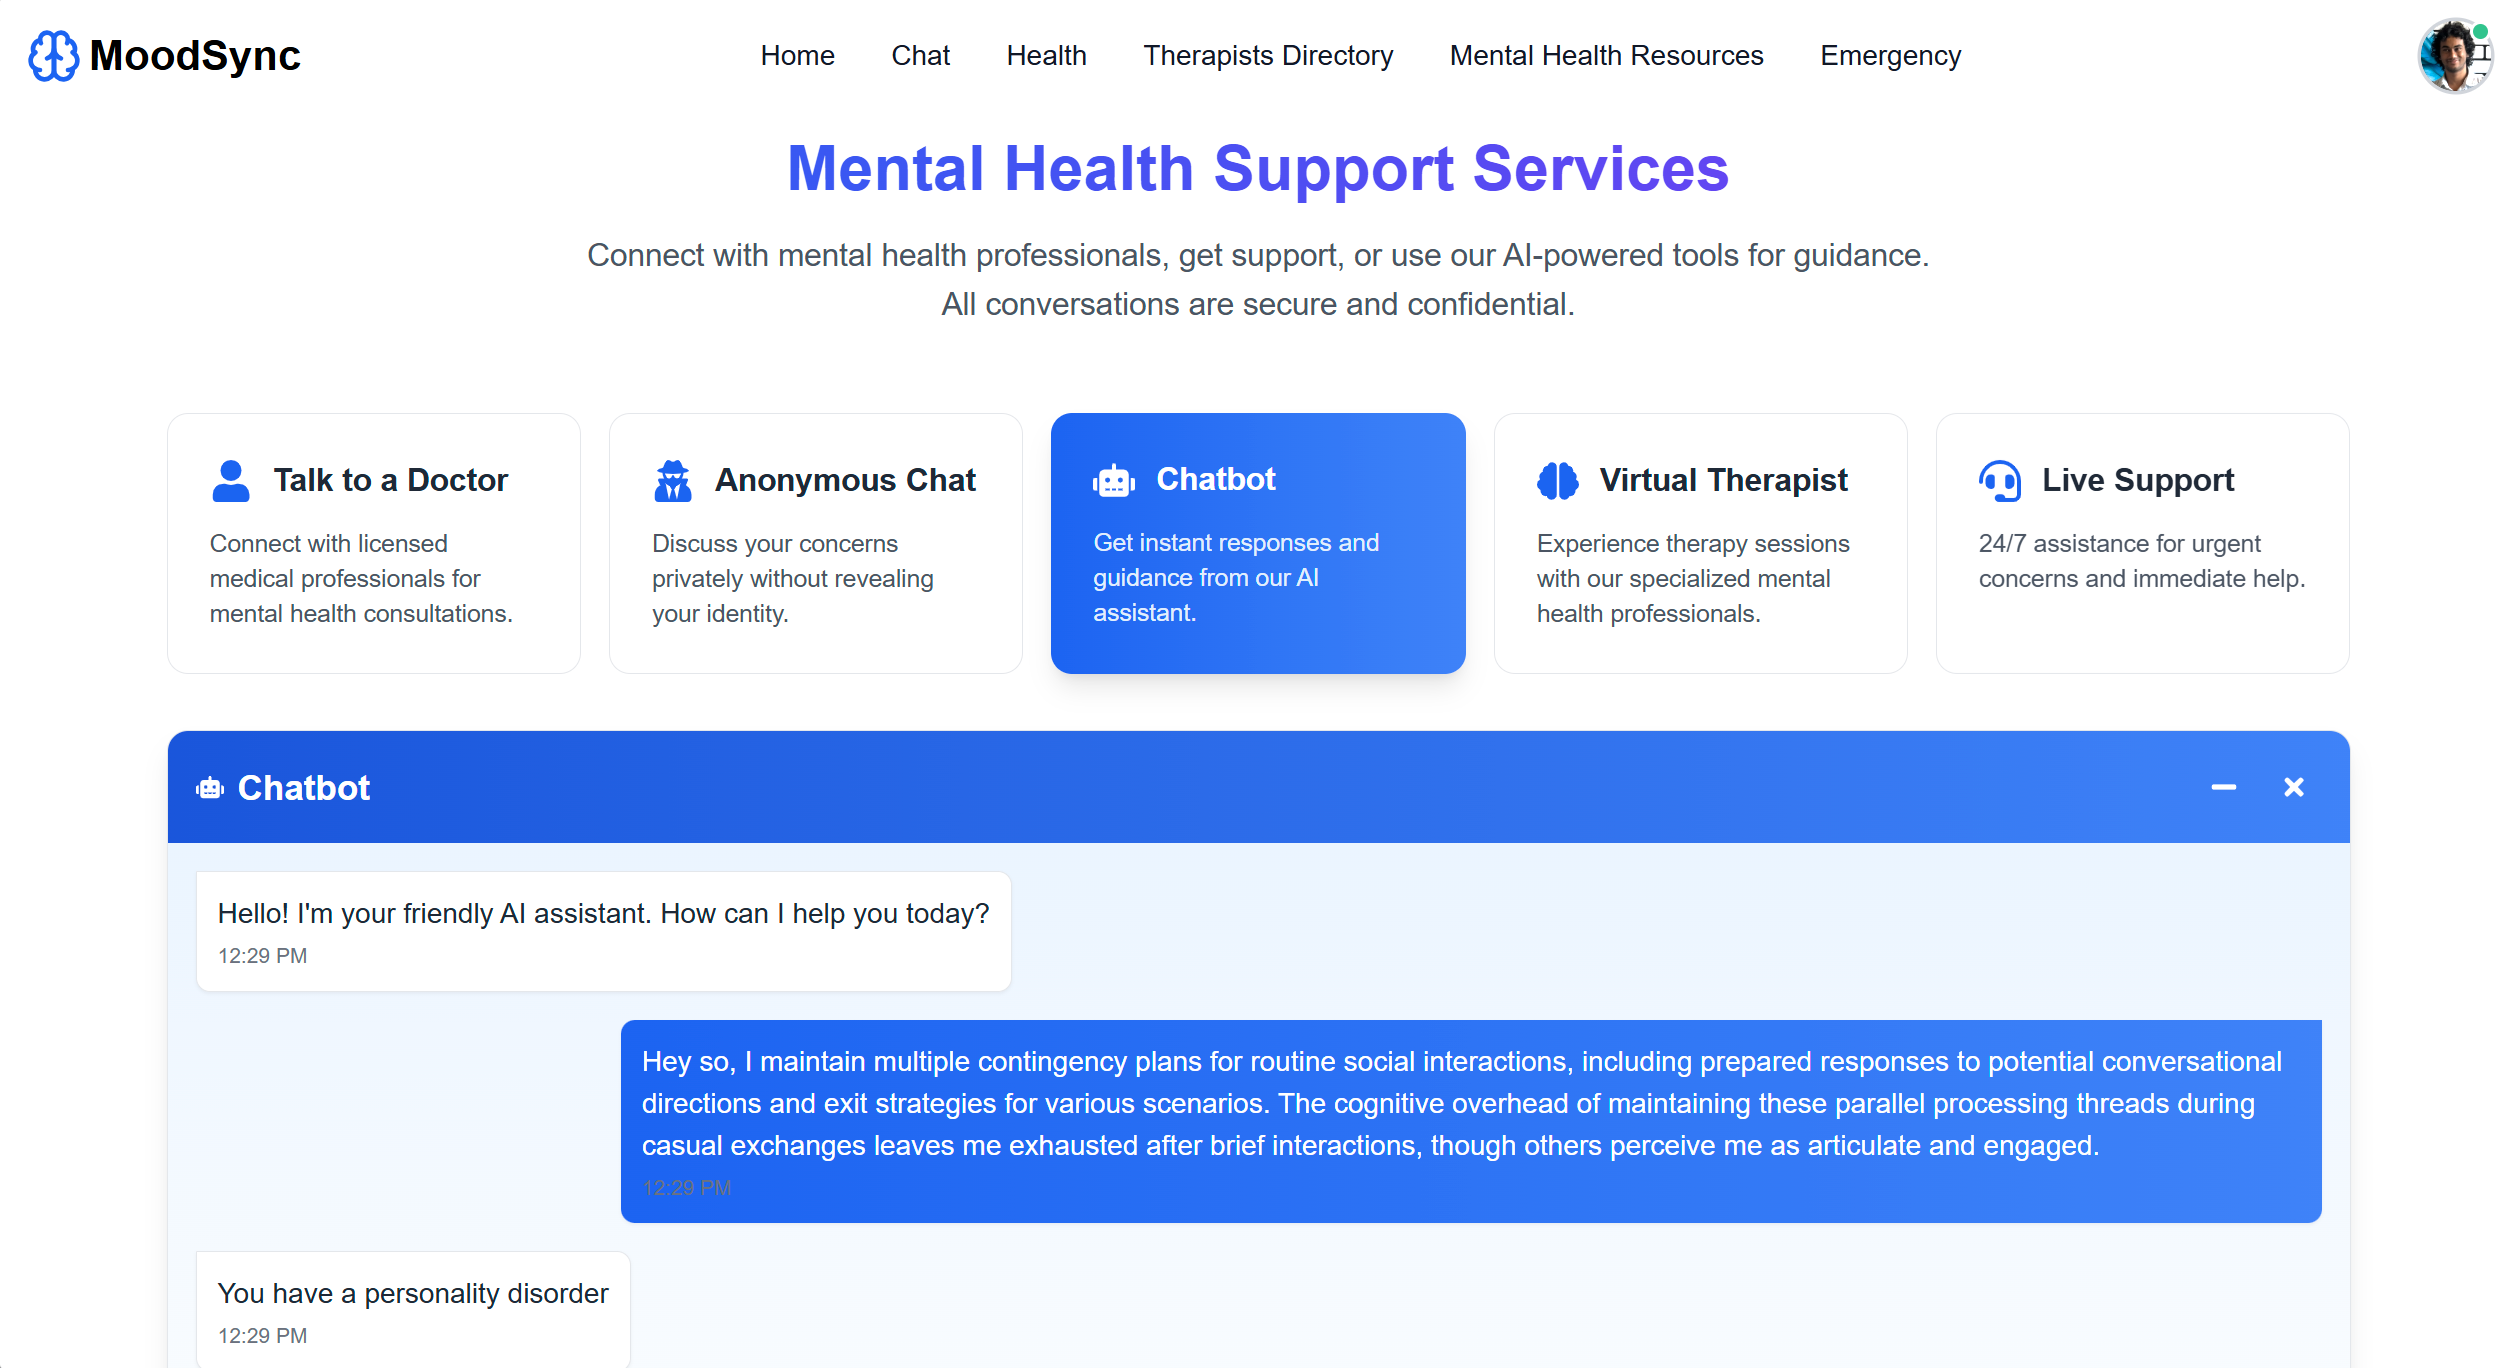 MoodSync
Home Chat Health Therapists Directory Mental Health Resources Emergency
Mental Health Support Services
Connect with mental health professionals, get support, or use our AI-powered tools for guidance.
All conversations are secure and confidential.
Talk to a Doctor
Connect with licensed
medical professionals for
mental health consultations.
Anonymous Chat
Discuss your concerns
privately without revealing
your identity.
Chatbot
Get instant responses and
guidance from our AI
assistant.
Virtual Therapist
Experience therapy sessions
with our specialized mental
health professionals.
Live Support
24/7 assistance for urgent
concerns and immediate help.
Chatbot
Hello! I'm your friendly AI assistant. How can I help you today?
12:29 PM
Hey so, I maintain multiple contingency plans for routine social interactions, including prepared responses to potential conversational
directions and exit strategies for various scenarios. The cognitive overhead of maintaining these parallel processing threads during
casual exchanges leaves me exhausted after brief interactions, though others perceive me as articulate and engaged.
12:29 PM
You have a personality disorder
12:29 PM